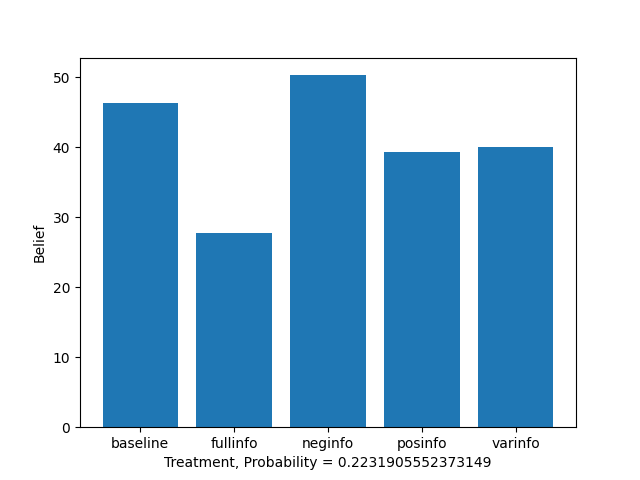 50
40
30
20
10
0
Belief
baseline fullinfo neginfo posinfo varinfo
Treatment, Probability = 0.2231905552373149